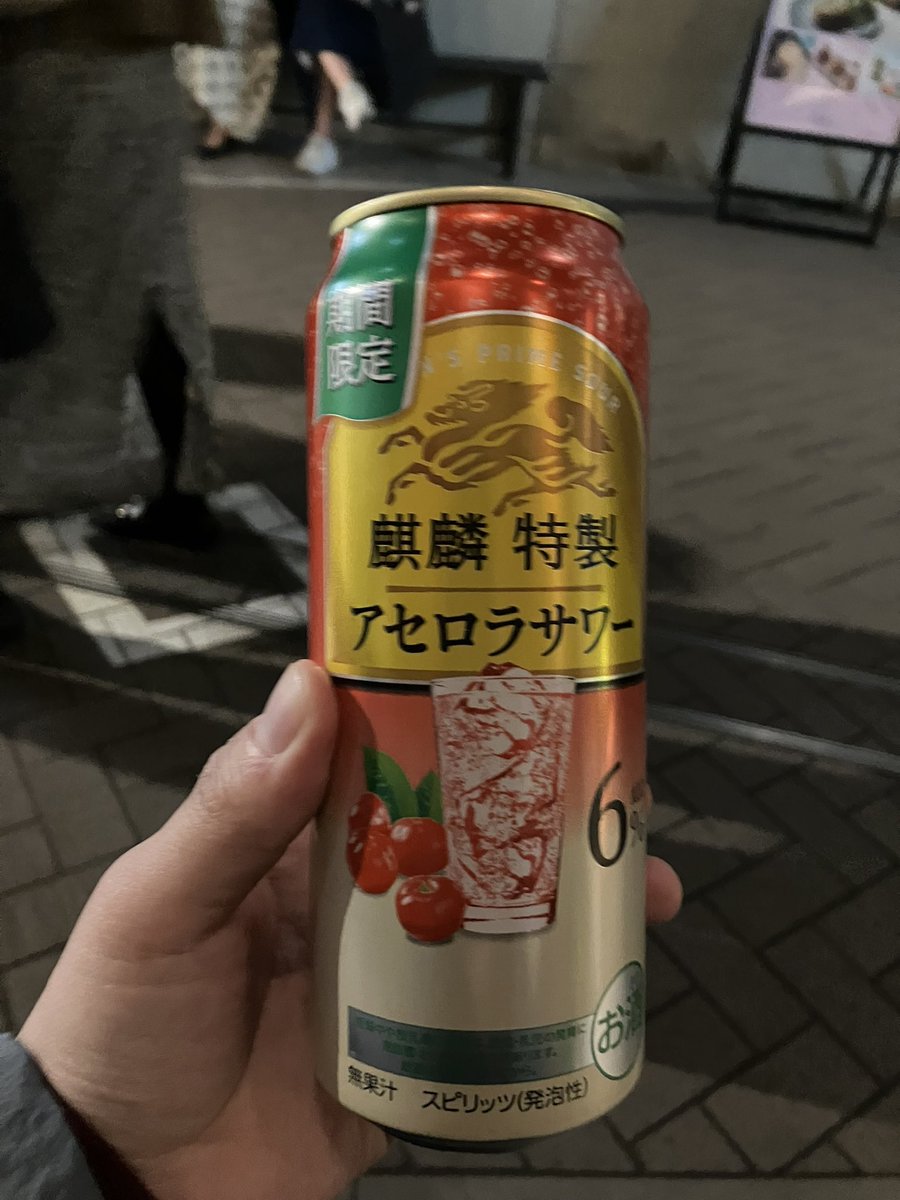 期間
限定
N'S PRIME SOUR
麒麟 特製
アセロラサワー
6
お酒
無果汁 スピリッツ(発泡性)